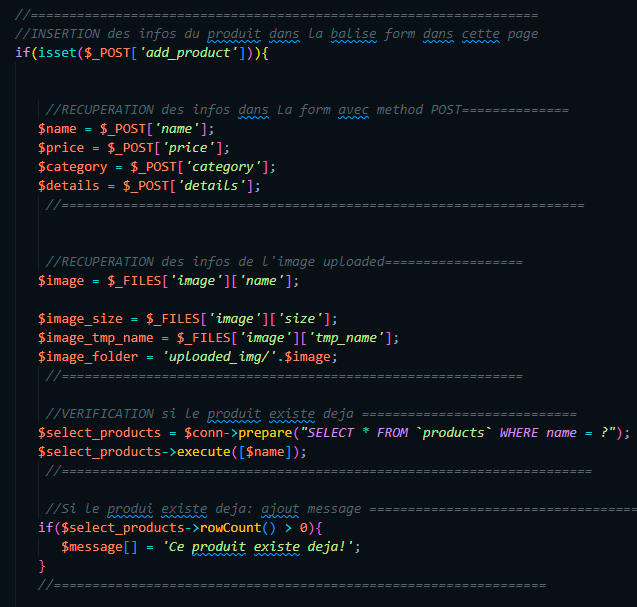 //==================================================================
//INSERTION des infos du produit dans la balise form dans cette page
if(isset($_POST['add_product'])){
//RECUPERATION des infos dans La form avec method POST==============
$name = $_POST['name'];
$price = $_POST['price'];
$category = $_POST['category'];
$details = $_POST['details'];
//====================================================================
//RECUPERATION des infos de l'image uploaded==================
$image = $_FILES['image']['name'];
$image_size = $_FILES['image']['size'];
$image_tmp_name = $_FILES['image']['tmp_name'];
$image_folder = 'uploaded_img/'.$image;
//============================================================
//VERIFICATION si le produit existe deja ============================
$select_products = $conn->prepare("SELECT * FROM `products` WHERE name = ?");
$select_products->execute([$name]);
//=====================================================================
//Si le produi existe deja: ajout message ===================================
if($select_products->rowCount() > 0){
$message[] = 'Ce produit existe deja!';
}
//================================================================